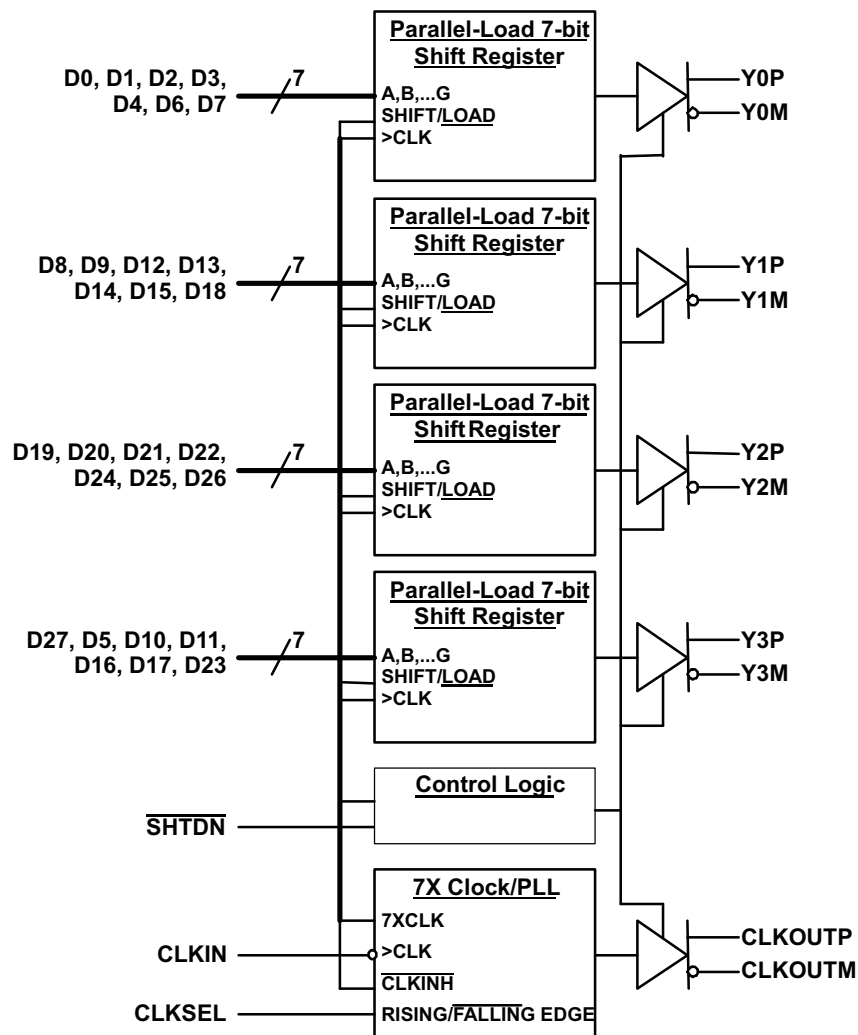 Parallel-Load 7-bit
Shift Register
D0, D1, D2, D3,
D4, D6, D7
7
A,B,...G
SHIFT/LOAD
>CLK
Y0P
Y0M
Parallel-Load 7-bit
Shift Register
D8, D9, D12, D13,
D14, D15, D18
7
A,B,...G
SHIFT/LOAD
>CLK
Y1P
Y1M
Parallel-Load 7-bit
Shift Register
D19, D20, D21, D22,
D24, D25, D26
7
A,B,...G
SHIFT/LOAD
>CLK
Y2P
Y2M
Parallel-Load 7-bit
Shift Register
D27, D5, D10, D11,
D16, D17, D23
7
A,B,...G
SHIFT/LOAD
>CLK
Y3P
Y3M
Control Logic
SHTDN
7X Clock/PLL
7XCLK
CLKIN
>CLK
CLKINH
CLKSEL
RISING/FALLING EDGE
CLKOUTP
CLKOUTM